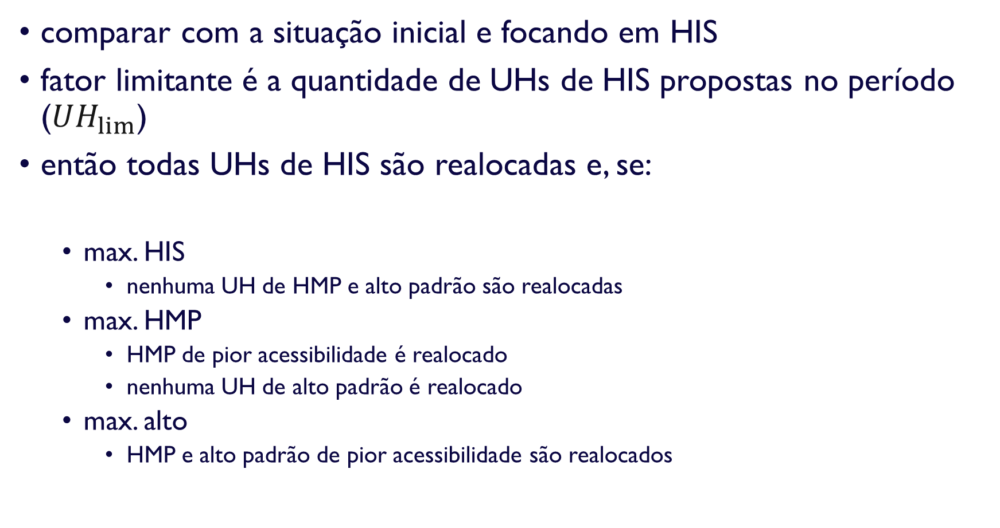 • comparar com a situação inicial e focando em HIS
• fator limitante é a quantidade de UHs de HIS propostas no período
(UH_lim)
• então todas UHs de HIS são realocadas e, se:
• max. HIS
• nenhuma UH de HMP e alto padrão são realocadas
• max. HMP
• HMP de pior acessibilidade é realocado
• nenhuma UH de alto padrão é realocado
• max. alto
• HMP e alto padrão de pior acessibilidade são realocados